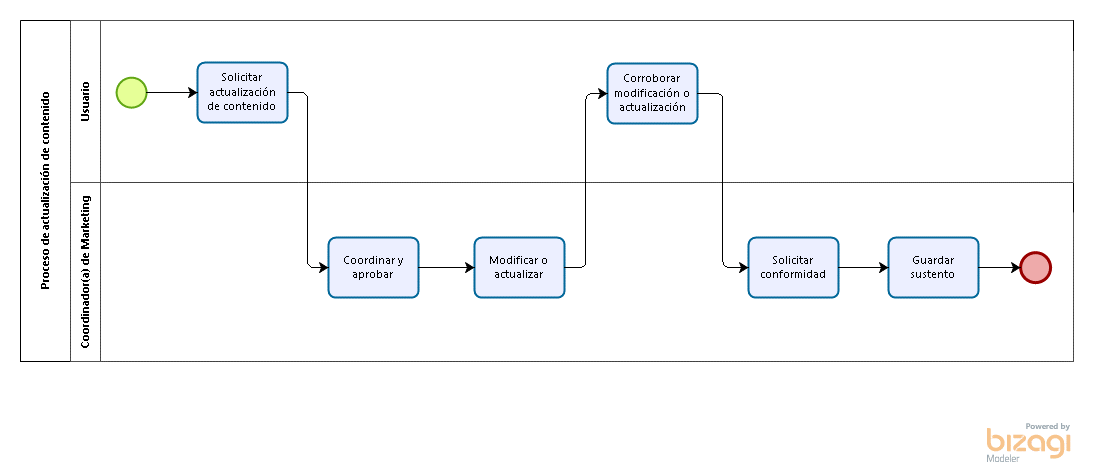 Proceso de actualización de contenido
Usuario
Solicitar
actualización
de contenido
Corroborar
modificación o
actualización
Coordinador(a) de Marketing
Coordinar y
aprobar
Modificar o
actualizar
Solicitar
conformidad
Guardar
sustento
Powered by
bizagi
Modeler